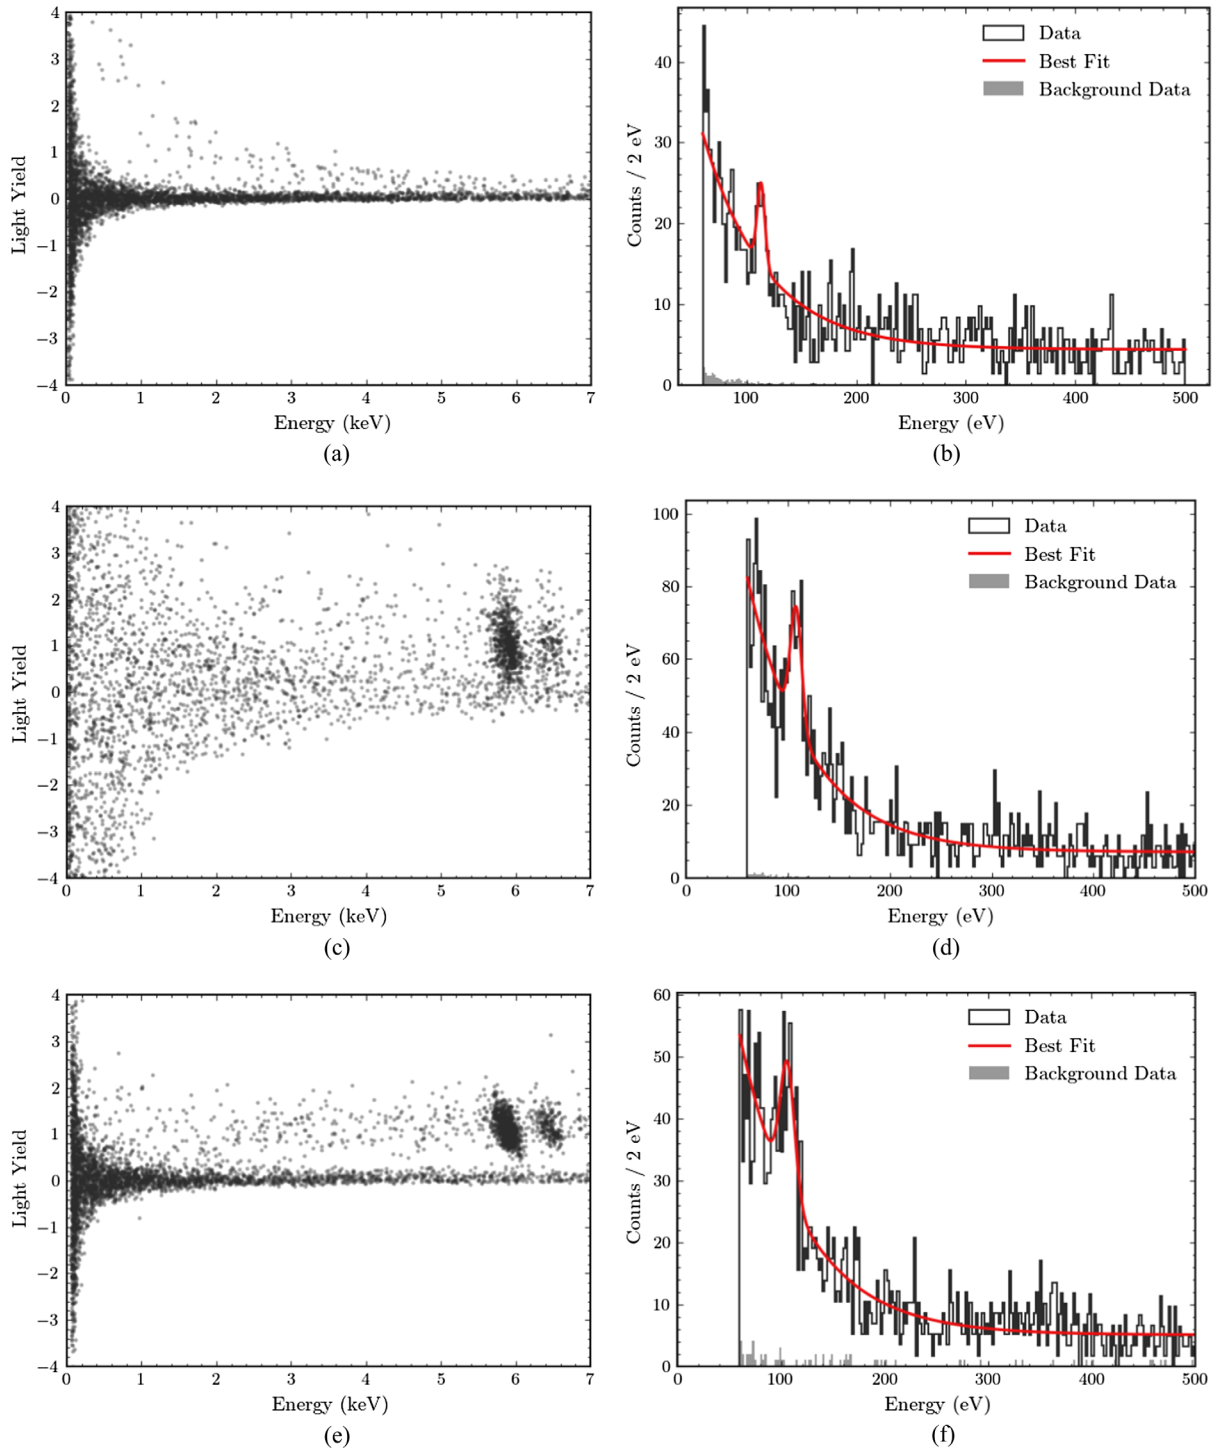 4
3
2
1
0
−1
−2
−3
−4
Light Yield
0 1 2 3 4 5 6 7
Energy (keV)
(a)
40
30
20
10
0
Counts / 2 eV
Data
Best Fit
Background Data
100 200 300 400 500
Energy (eV)
(b)
4
3
2
1
0
−1
−2
−3
−4
Light Yield
0 1 2 3 4 5 6 7
Energy (keV)
(c)
100
80
60
40
20
0
Counts / 2 eV
Data
Best Fit
Background Data
0 100 200 300 400 500
Energy (eV)
(d)
4
3
2
1
0
−1
−2
−3
−4
Light Yield
0 1 2 3 4 5 6 7
Energy (keV)
(e)
60
50
40
30
20
10
0
Counts / 2 eV
Data
Best Fit
Background Data
0 100 200 300 400 500
Energy (eV)
(f)